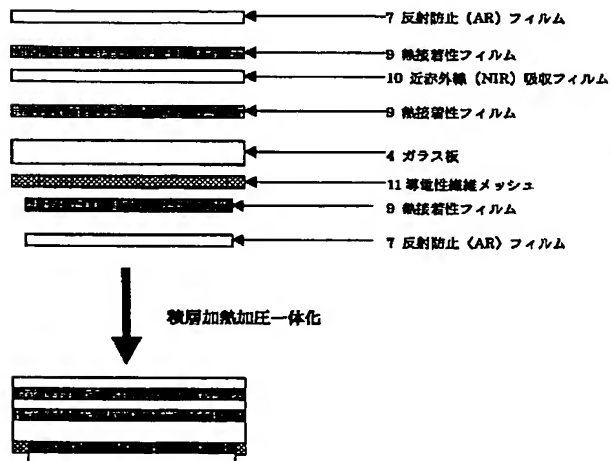 7 反射防止（AR）フィルム
9 熱接着性フィルム
10 近赤外線（NIR）吸収フィルム
9 熱接着性フィルム
4 ガラス板
11 導電性繊維メッシュ
9 熱接着性フィルム
7 反射防止（AR）フィルム
積層加熱加圧一体化